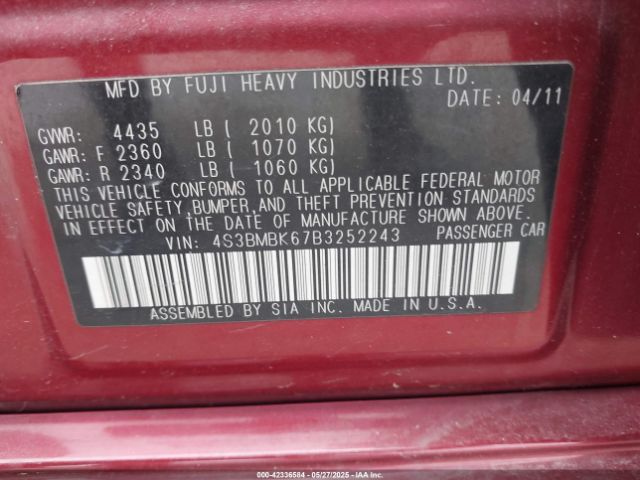 MFD BY FUJI HEAVY INDUSTRIES LTD.
DATE: 04/11
GVWR: 4435 LB ( 2010 KG)
GAWR: F 2360 LB ( 1070 KG)
GAWR: R 2340 LB ( 1060 KG)
THIS VEHICLE CONFORMS TO ALL APPLICABLE FEDERAL MOTOR
VEHICLE SAFETY,BUMPER,AND THEFT PREVENTION STANDARDS
IN EFFECT ON THE DATE OF MANUFACTURE SHOWN ABOVE.
VIN: 4S3BMBK67B3252243 PASSENGER CAR
ASSEMBLED BY SIA INC. MADE IN U.S.A.
000-42336584 - 05/27/2025 - IAAI.COM